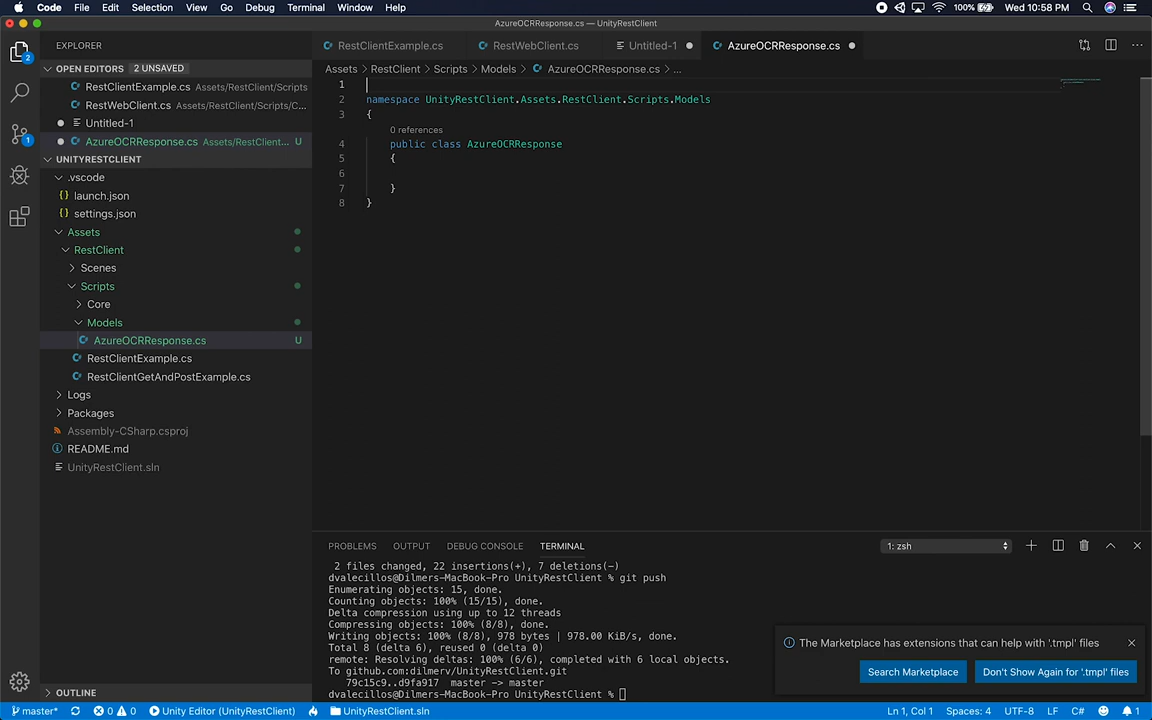 Code File Edit Selection View Go Debug Terminal Window Help 100% Wed 10:58 PM
AzureOCRResponse.cs — UnityRestClient
EXPLORER
RestClientExample.cs RestWebClient.cs Untitled-1 AzureOCRResponse.cs
OPEN EDITORS 2 UNSAVED
Assets > RestClient > Scripts > Models > AzureOCRResponse.cs > ...
RestClientExample.cs Assets/RestClient/Scripts
RestWebClient.cs Assets/RestClient/Scripts/C...
Untitled-1
AzureOCRResponse.cs Assets/RestClient... U
UNITYRESTCLIENT
.vscode
launch.json
settings.json
Assets
RestClient
Scenes
Scripts
Core
Models
AzureOCRResponse.cs U
RestClientExample.cs
RestClientGetAndPostExample.cs
Logs
Packages
Assembly-CSharp.csproj
README.md
UnityRestClient.sln
OUTLINE
2
1
1
2 namespace UnityRestClient.Assets.RestClient.Scripts.Models
3 {
0 references
4 public class AzureOCRResponse
5 {
6
7 }
8 }
PROBLEMS OUTPUT DEBUG CONSOLE TERMINAL 1: zsh
2 files changed, 22 insertions(+), 7 deletions(-)
dvalecillos@Dilmers-MacBook-Pro UnityRestClient % git push
Enumerating objects: 15, done.
Counting objects: 100% (15/15), done.
Delta compression using up to 12 threads
Compressing objects: 100% (8/8), done.
Writing objects: 100% (8/8), 978 bytes | 978.00 KiB/s, done.
Total 8 (delta 6), reused 0 (delta 0)
remote: Resolving deltas: 100% (6/6), completed with 6 local objects.
To github.com:dilmerv/UnityRestClient.git
79c15c9..d9fa917 master -> master
dvalecillos@Dilmers-MacBook-Pro UnityRestClient %
The Marketplace has extensions that can help with '.tmpl' files
Search Marketplace Don't Show Again for '.tmpl' files
master* 0 0 Unity Editor (UnityRestClient) UnityRestClient.sln Ln 1, Col 1 Spaces: 4 UTF-8 LF C# 1